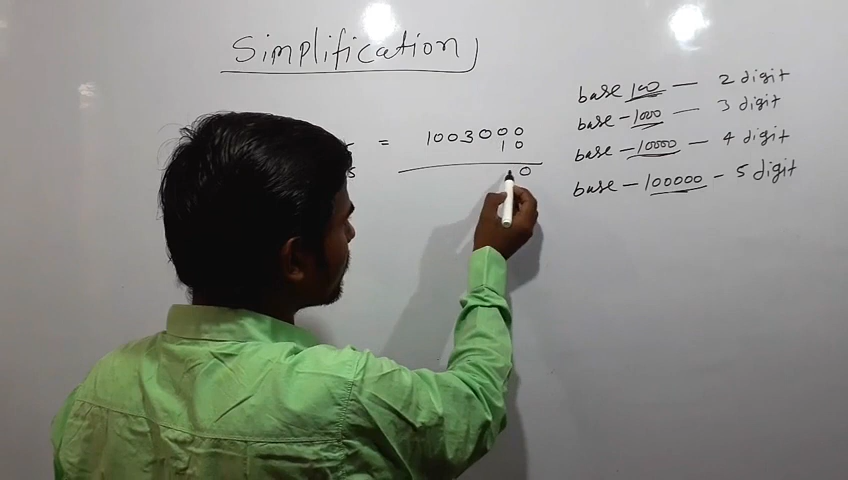 Simplification
= 1003000
10
0
base 100 — 2 digit
base - 1000 — 3 digit
base - 10000 — 4 digit
base - 100000 - 5 digit